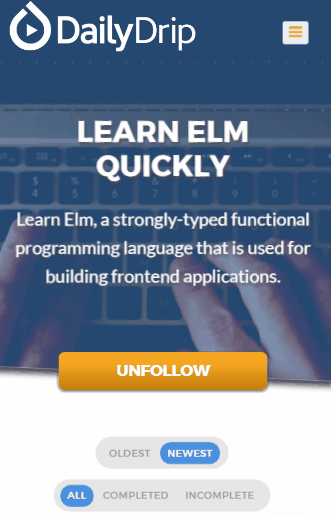 DailyDrip
LEARN ELM
QUICKLY
Learn Elm, a strongly-typed functional
programming language that is used for
building frontend applications.
UNFOLLOW
OLDEST NEWEST
ALL COMPLETED INCOMPLETE